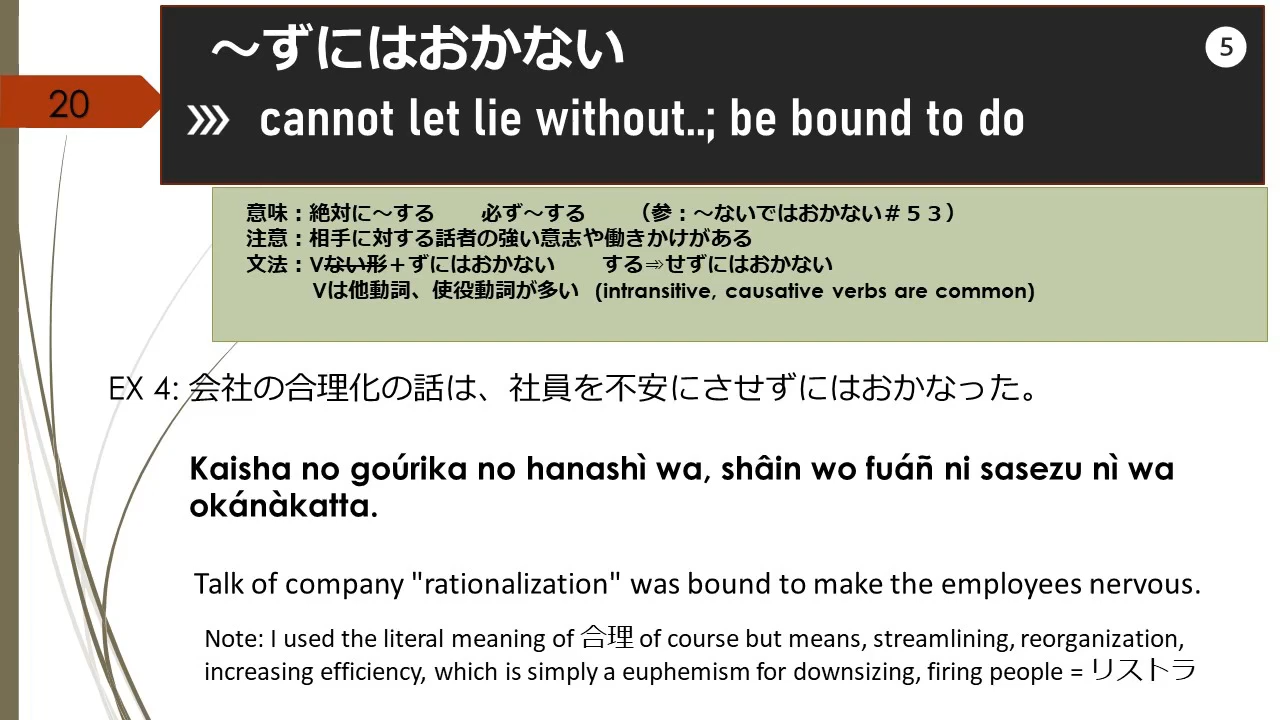 ～ずにはおかない
5
20
cannot let lie without..; be bound to do
意味：絶対に～する　必ず～する　（参：～ないではおかない＃５３）
注意：相手に対する話者の強い意志や働きかけがある
文法：Vない形＋ずにはおかない　する⇒せずにはおかない
Vは他動詞、使役動詞が多い (intransitive, causative verbs are common)
EX 4: 会社の合理化の話は、社員を不安にさせずにはおかなった。
Kaisha no goúrika no hanashì wa, shâin wo fuáñ ni sasezu nì wa
okánàkatta.
Talk of company "rationalization" was bound to make the employees nervous.
Note: I used the literal meaning of 合理 of course but means, streamlining, reorganization,
increasing efficiency, which is simply a euphemism for downsizing, firing people = リストラ